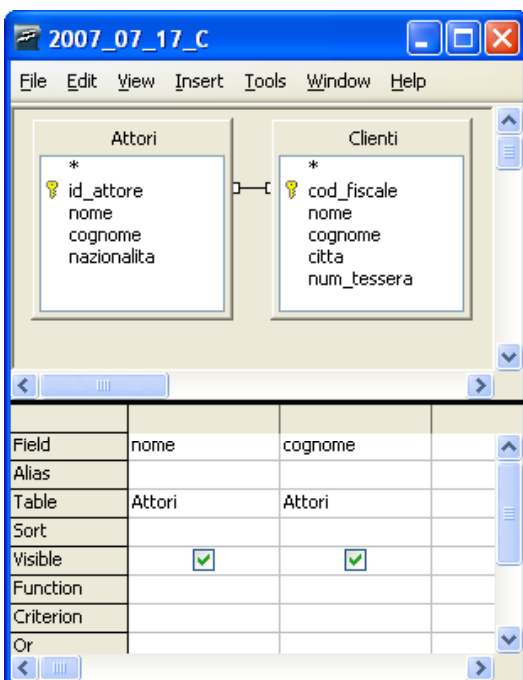 2007_07_17_C
File Edit View Insert Tools Window Help
Attori
*
id_attore
nome
cognome
nazionalita
Clienti
*
cod_fiscale
nome
cognome
citta
num_tessera
Field nome cognome
Alias
Table Attori Attori
Sort
Visible
Function
Criterion
Or